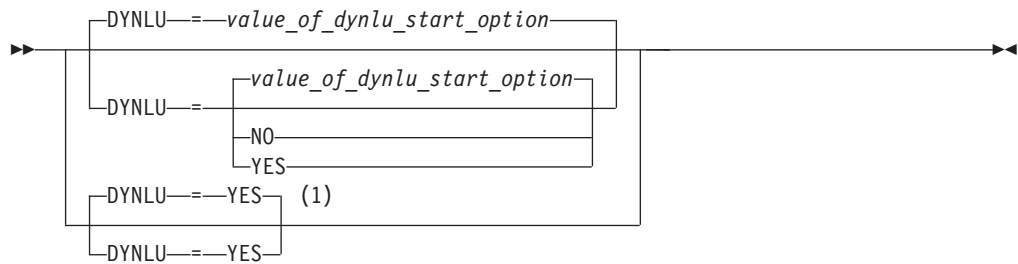 DYNLU = value_of_dynlu_start_option
value_of_dynlu_start_option
DYNLU =
NO
YES
DYNLU = YES (1)
DYNLU = YES